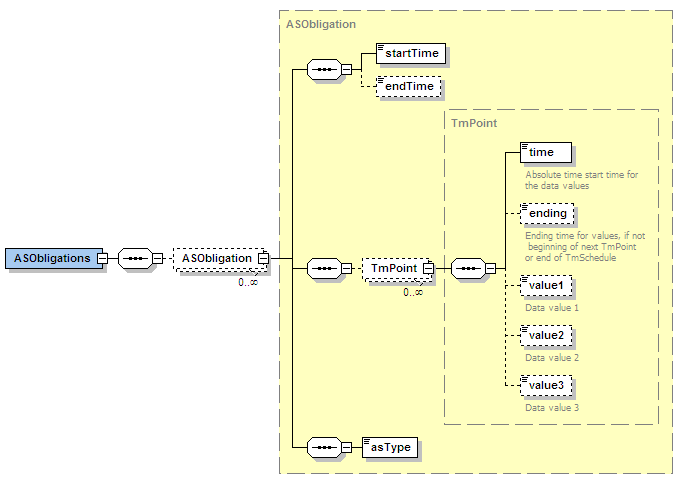 ASObligation
startTime
endTime
TmPoint
time
Absolute time start time for
the data values
ending
Ending time for values, if not
beginning of next TmPoint
or end of TmSchedule
ASObligations
ASObligation
0..∞
TmPoint
0..∞
value1
Data value 1
value2
Data value 2
value3
Data value 3
asType